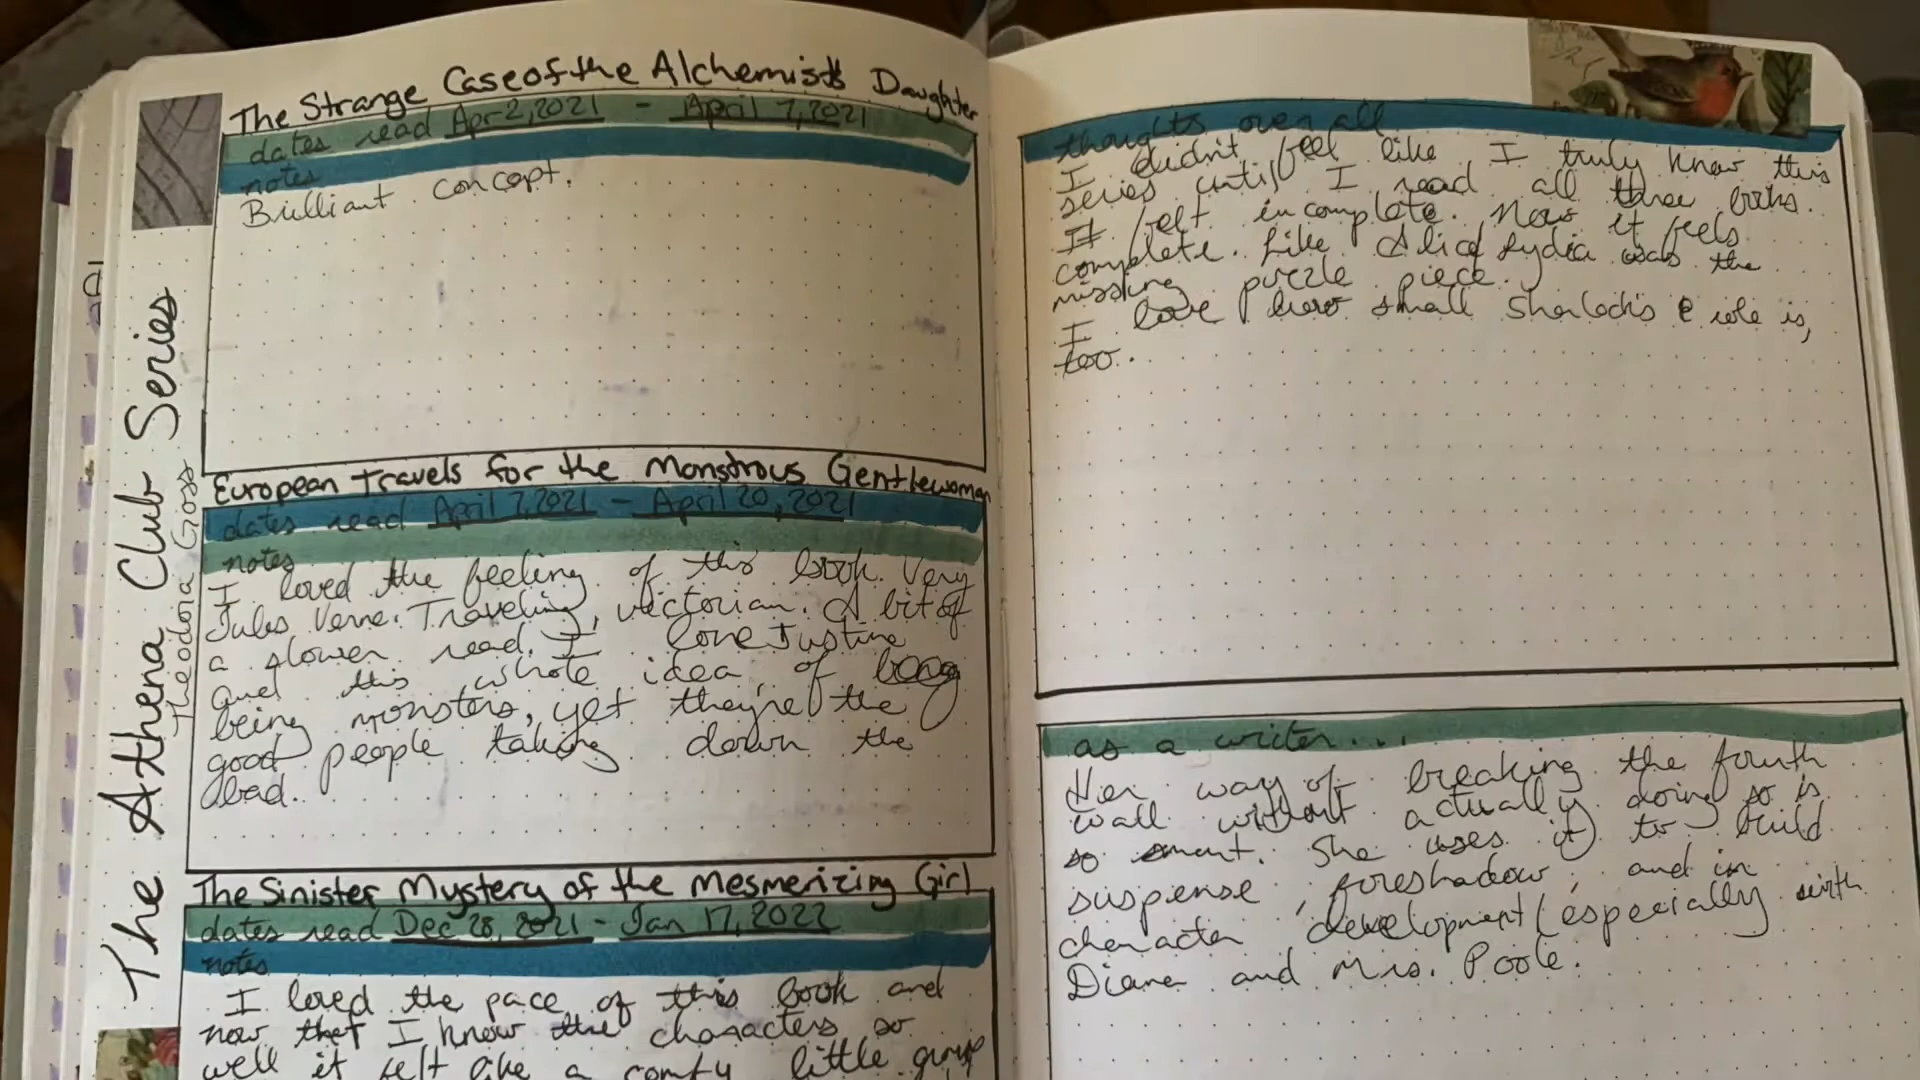 The Athena Club Series
Theodora Goss
The Strange Case of the Alchemists Daughter
dates read Apr 2, 2021 - April 7, 2021
notes
Brilliant concept.
European Travels for the Monstrous Gentlewoman
dates read April 7, 2021 - April 20, 2021
notes
I loved the feeling of this book. Very
Jules Verne. Traveling, victorian. A bit of
a slower read. I love Justine
and this whole idea of
being monsters, yet they're the
good people taking down the
bad.
The Sinister Mystery of the Mesmerizing Girl
dates read Dec 28, 2021 - Jan 17, 2022
notes
I loved the pace of this book and
now that I know the characters so
well it felt like a comfy little group
thoughts over all
I didn't feel like I truly knew this
series until I read all three books.
It felt incomplete. Now it feels
complete. Like Alice/Lydia was the
missing puzzle piece.
I love how small Sherlock's role is,
too.
as a writer...
Her way of breaking the fourth
wall without actually doing so is
so smart. She uses it to build
suspense, foreshadow, and in
character development (especially with
Diana and Mrs. Poole.